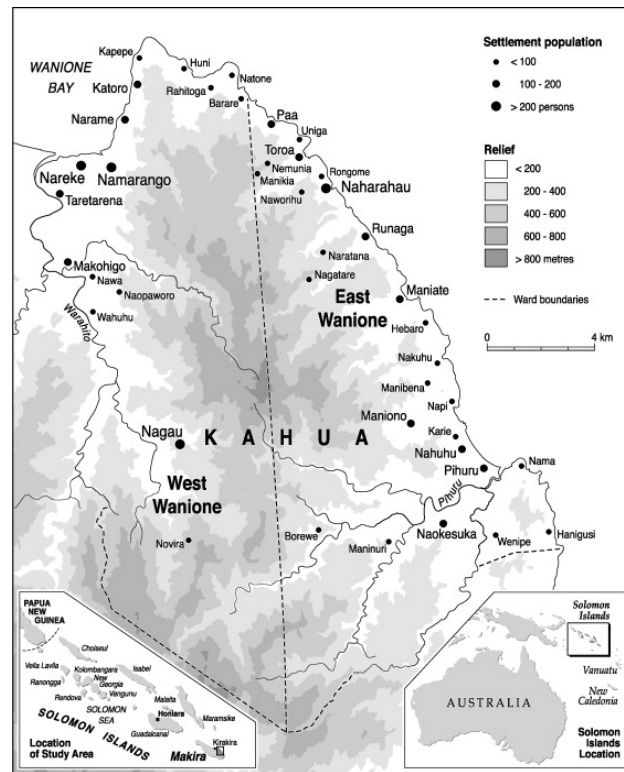 Kapepe
Huni
WANIONE
BAY
Natone
Katoro
Rahitoga
Barare
Narame
Paa
Uniga
Toroa
Nareke
Namarango
Nemunia
Rongome
Manikia
Naharahau
Taretarena
Naworihu
Runaga
Makohigo
Naratana
Nawa
Nagatare
Naopaworo
East
Wanione
Maniate
Warahito
Wahuhu
Hebaro
Nakuhu
Manibena
Napi
Maniono
Nagau
KAHUA
Karie
Nahuhu
West
Wanione
Pihuru
Nama
Pihuru
Novira
Borewe
Maninuri
Naokesuka
Wenipe
Hanigusi
Settlement population
< 100
100 - 200
> 200 persons
Relief
< 200
200 - 400
400 - 600
600 - 800
> 800 metres
Ward boundaries
0
4 km
PAPUA
NEW
GUINEA
Choiseul
Vella Lavlla
Kolombangara
New
Georgia
Isabel
Ranongga
Vangunu
Rendova
Malaita
SOLOMON
SEA
Honiara
Maramsike
Guadalcanal
SOLOMON ISLANDS
Kirakira
Makira
Location
of Study Area
Solomon
Islands
Vanuatu
New
Caledonia
AUSTRALIA
Solomon
Islands
Location